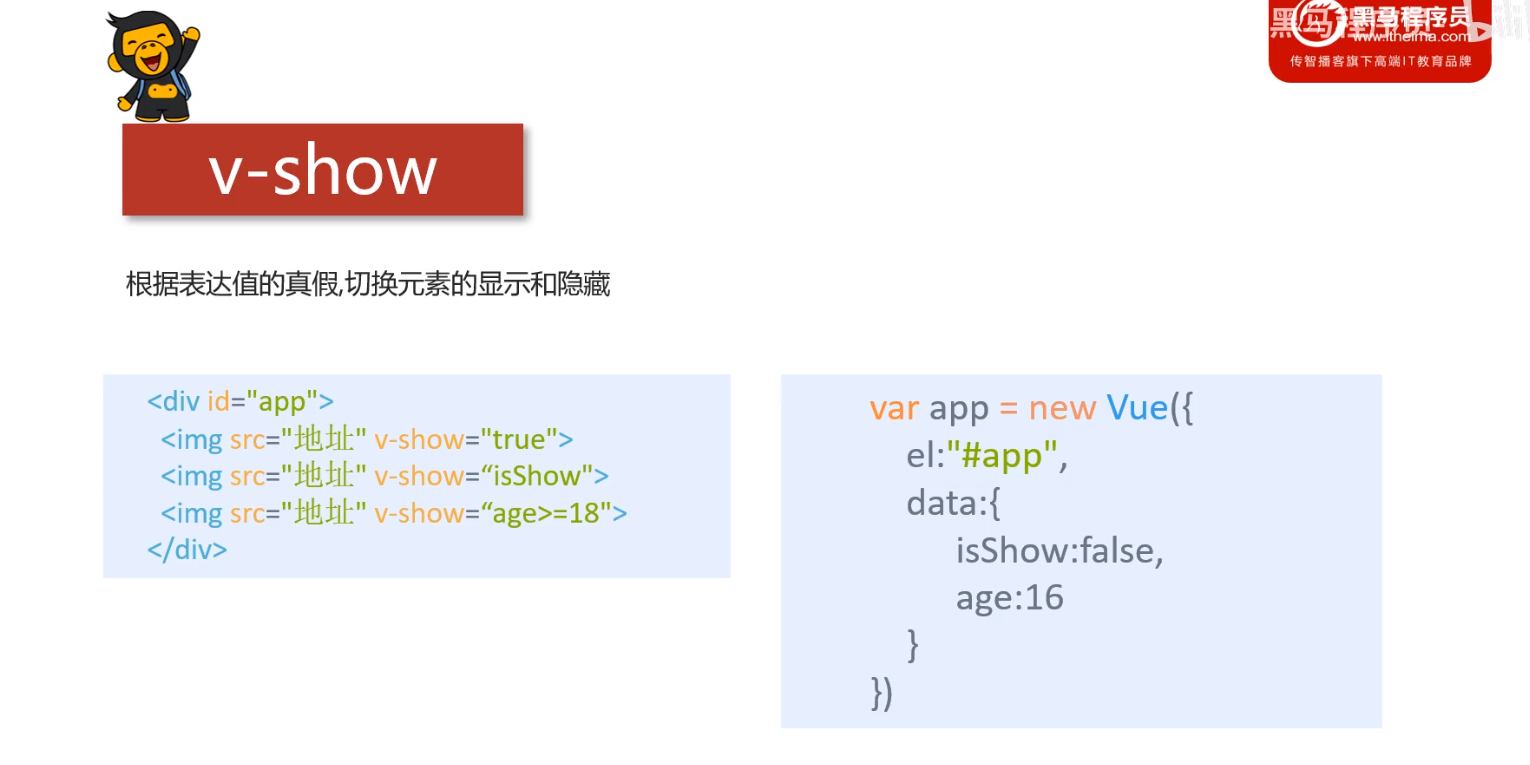 黑马程序员
www.itheima.com
传智播客旗下高端IT教育品牌
v-show
根据表达值的真假,切换元素的显示和隐藏
<div id="app">
<img src="地址" v-show="true">
<img src="地址" v-show=“isShow">
<img src="地址" v-show=“age>=18">
</div>
var app = new Vue({
el:"#app",
data:{
isShow:false,
age:16
}
})